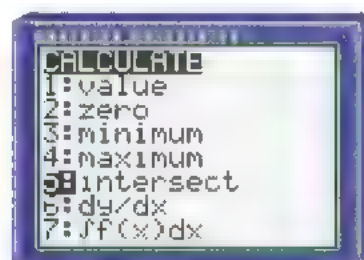 CALCULATE
1:value
2:zero
3:minimum
4:maximum
5:intersect
6:dy/dx
7:∫f(x)dx